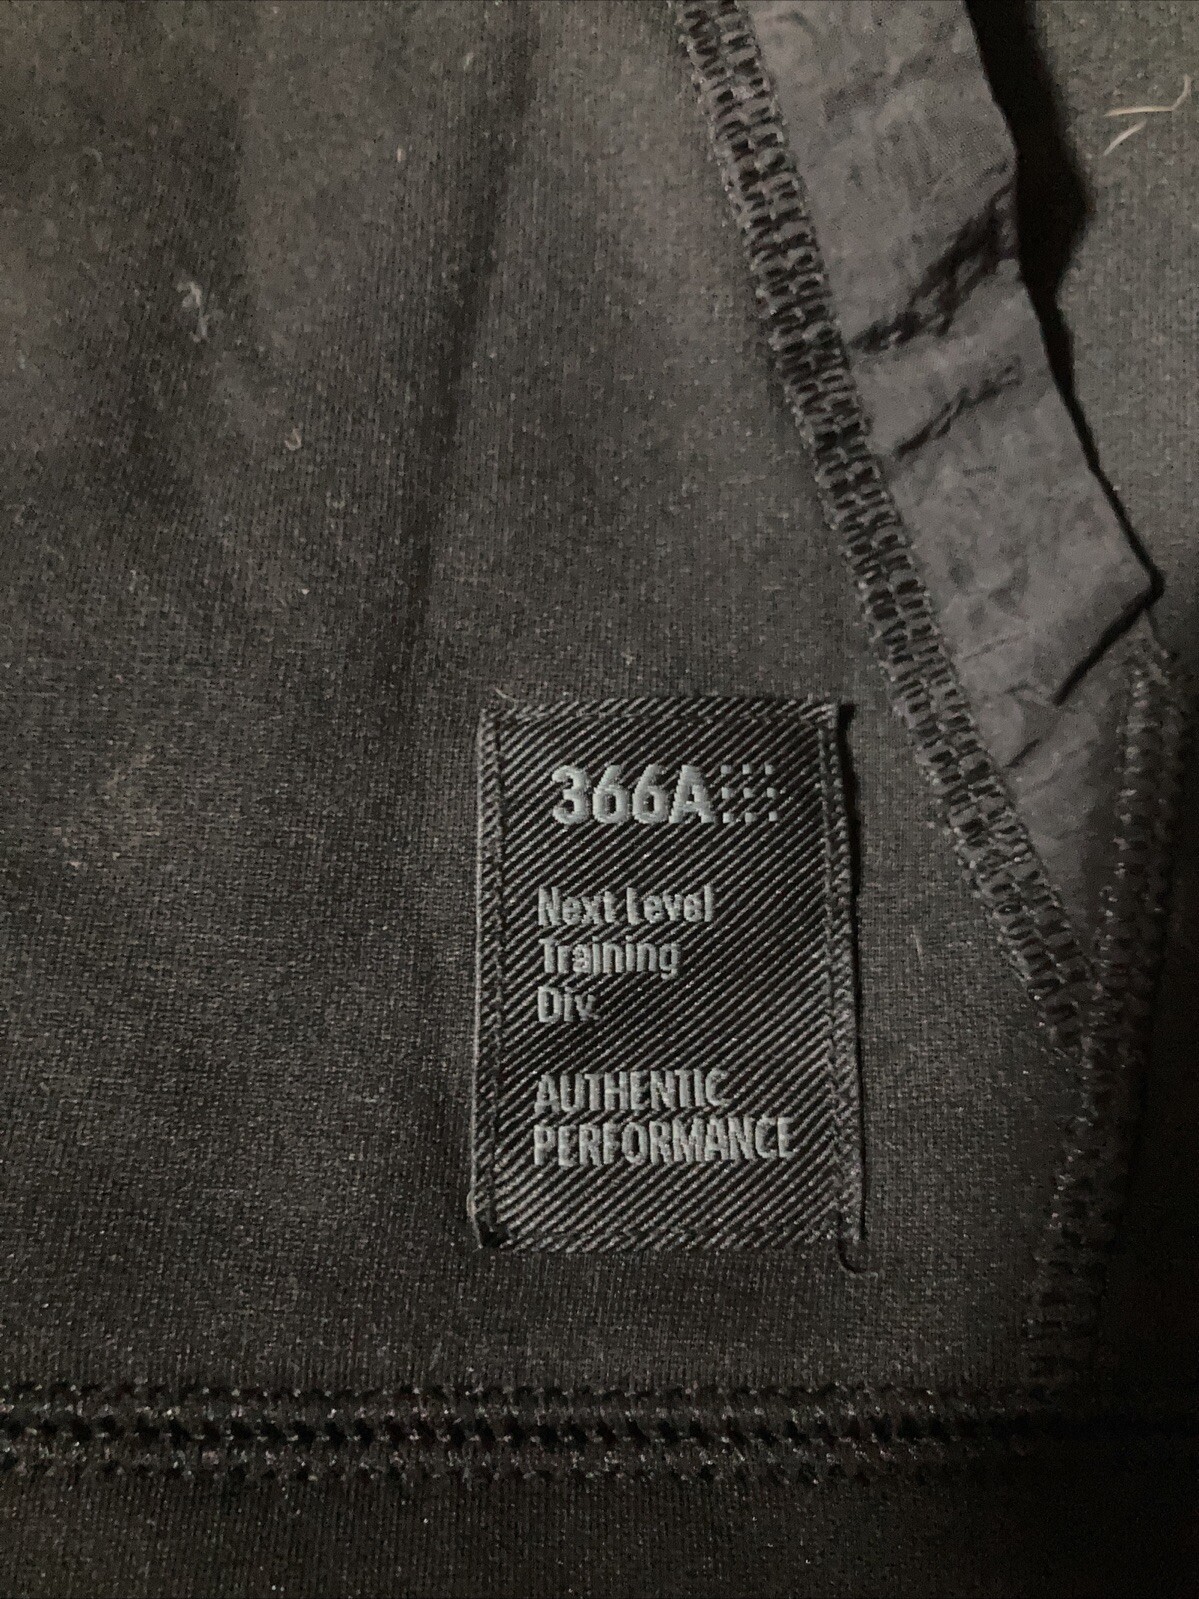 366A
Next Level
Training
Div.
AUTHENTIC
PERFORMANCE